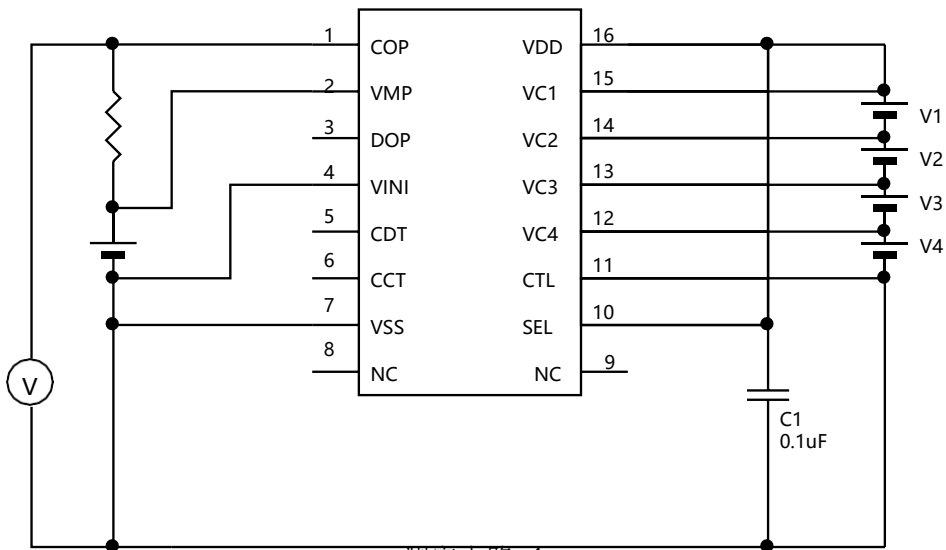 1 COP VDD 16
2 VMP VC1 15
3 DOP VC2 14
4 VINI VC3 13
5 CDT VC4 12
6 CCT CTL 11
7 VSS SEL 10
8 NC NC 9
V1
V2
V3
V4
V
C1
0.1uF